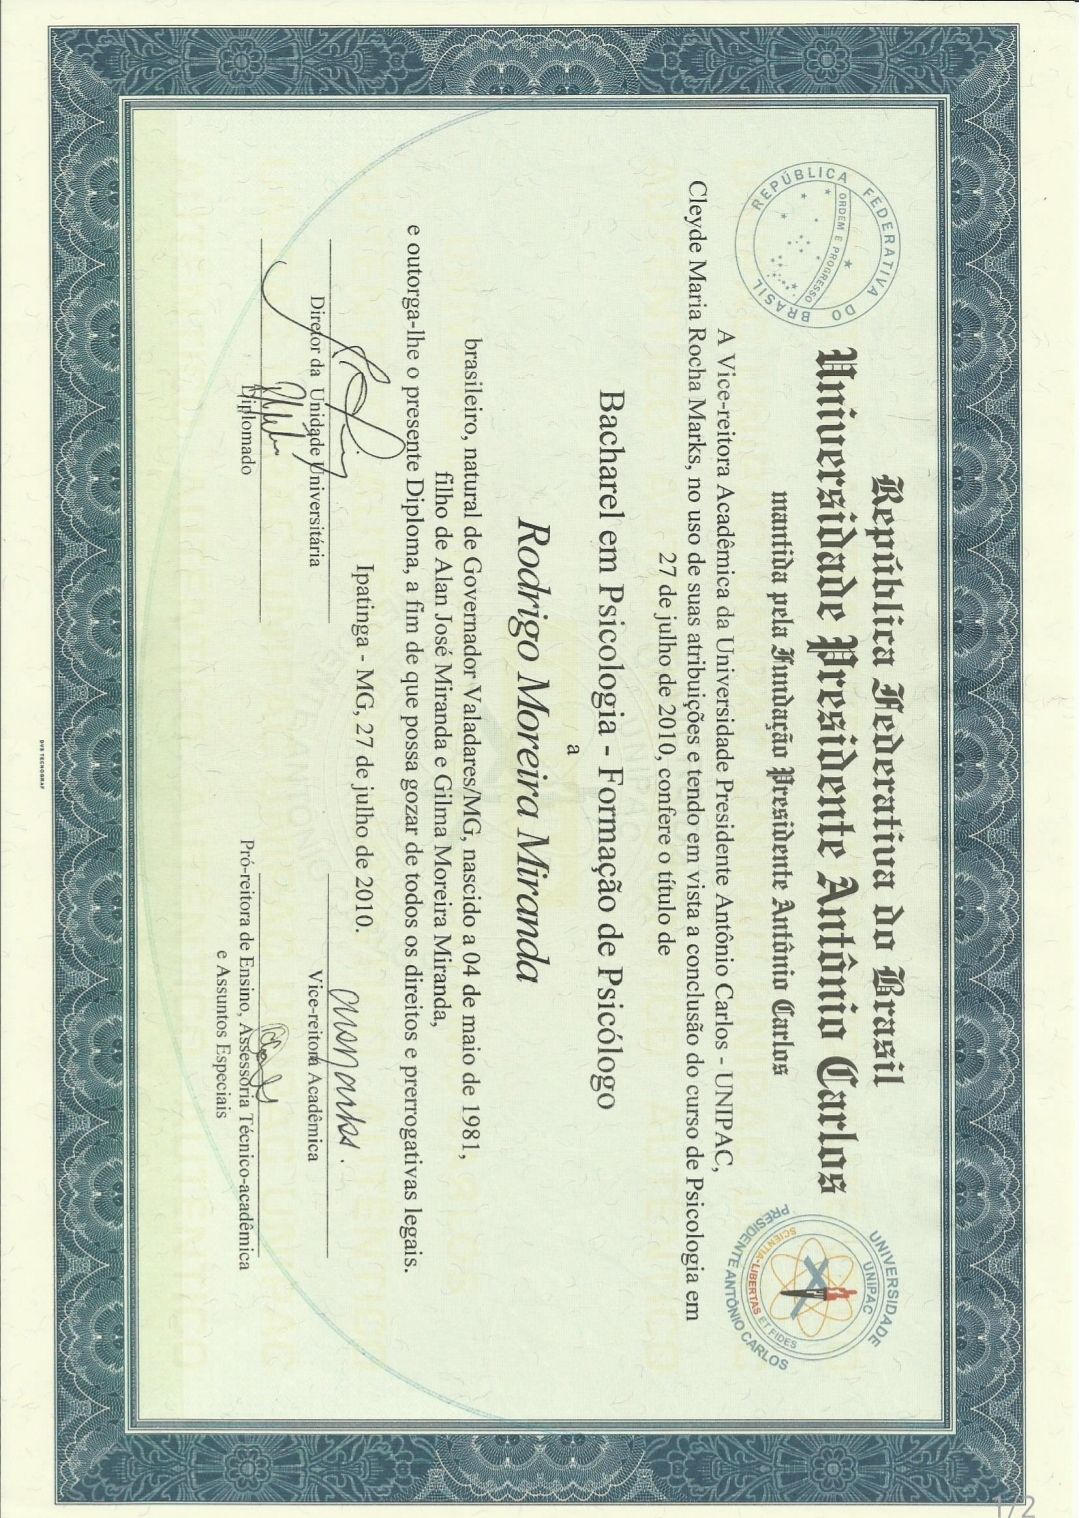 República Federativa do Brasil
Universidade Presidente Antônio Carlos
mantida pela Fundação Presidente Antônio Carlos
REPÚBLICA FEDERATIVA DO BRASIL
ORDEM E PROGRESSO
UNIVERSIDADE PRESIDENTE ANTÔNIO CARLOS
UNIPAC
SCIENTIA-LIBERTAS ET FIDES
A Vice-reitora Acadêmica da Universidade Presidente Antônio Carlos - UNIPAC,
Cleyde Maria Rocha Marks, no uso de suas atribuições e tendo em vista a conclusão do curso de Psicologia em
27 de julho de 2010, confere o título de
Bacharel em Psicologia - Formação de Psicólogo
a
Rodrigo Moreira Miranda
brasileiro, natural de Governador Valadares/MG, nascido a 04 de maio de 1981,
filho de Alan José Miranda e Gilma Moreira Miranda,
e outorga-lhe o presente Diploma, a fim de que possa gozar de todos os direitos e prerrogativas legais.
Ipatinga - MG, 27 de julho de 2010.
Diretor da Unidade Universitária
Vice-reitora Acadêmica
Diplomado
Pró-reitora de Ensino, Assessoria Técnico-acadêmica
e Assuntos Especiais
DVS TECNOGRAF
1/2